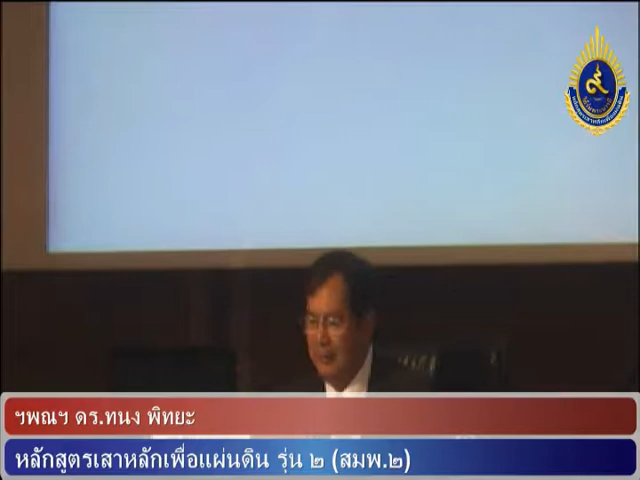 ๙
ฯพณฯ ดร.ทนง พิทยะ
หลักสูตรเสาหลักเพื่อแผ่นดิน รุ่น ๒ (สมพ.๒)